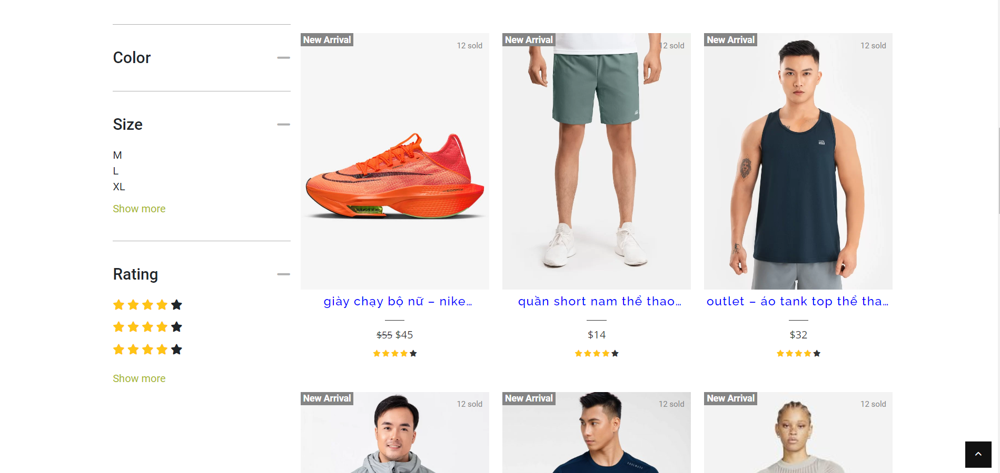 Color
Size
M
L
XL
Show more
Rating
Show more
New Arrival
12 sold
giày chạy bộ nữ – nike…
$55 $45
New Arrival
12 sold
quần short nam thể thao…
$14
New Arrival
12 sold
outlet – áo tank top thể tha…
$32
New Arrival
12 sold
New Arrival
12 sold
SOOLMATE
New Arrival
12 sold